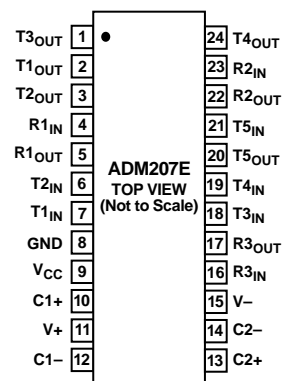 T3OUT 1
T1OUT 2
T2OUT 3
R1IN 4
R1OUT 5
T2IN 6
T1IN 7
GND 8
VCC 9
C1+ 10
V+ 11
C1– 12
ADM207E
TOP VIEW
(Not to Scale)
24 T4OUT
23 R2IN
22 R2OUT
21 T5IN
20 T5OUT
19 T4IN
18 T3IN
17 R3OUT
16 R3IN
15 V–
14 C2–
13 C2+